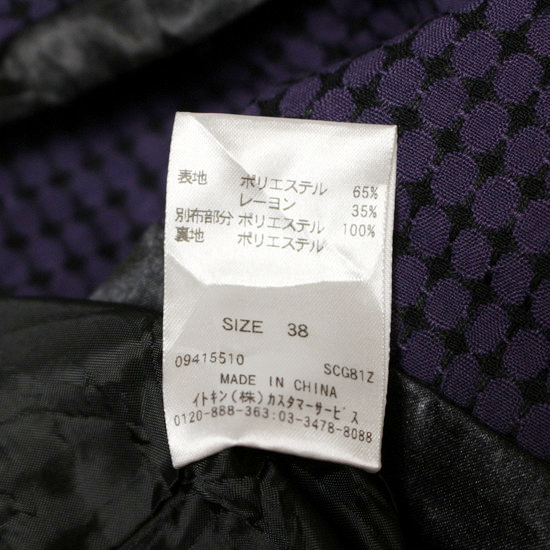 表地 ポリエステル 65%
レーヨン 35%
別布部分 ポリエステル 100%
裏地 ポリエステル
SIZE 38
09415510 SCG81Z
MADE IN CHINA
イトキン(株)カスタマーサービス
0120-888-363:03-3478-8088